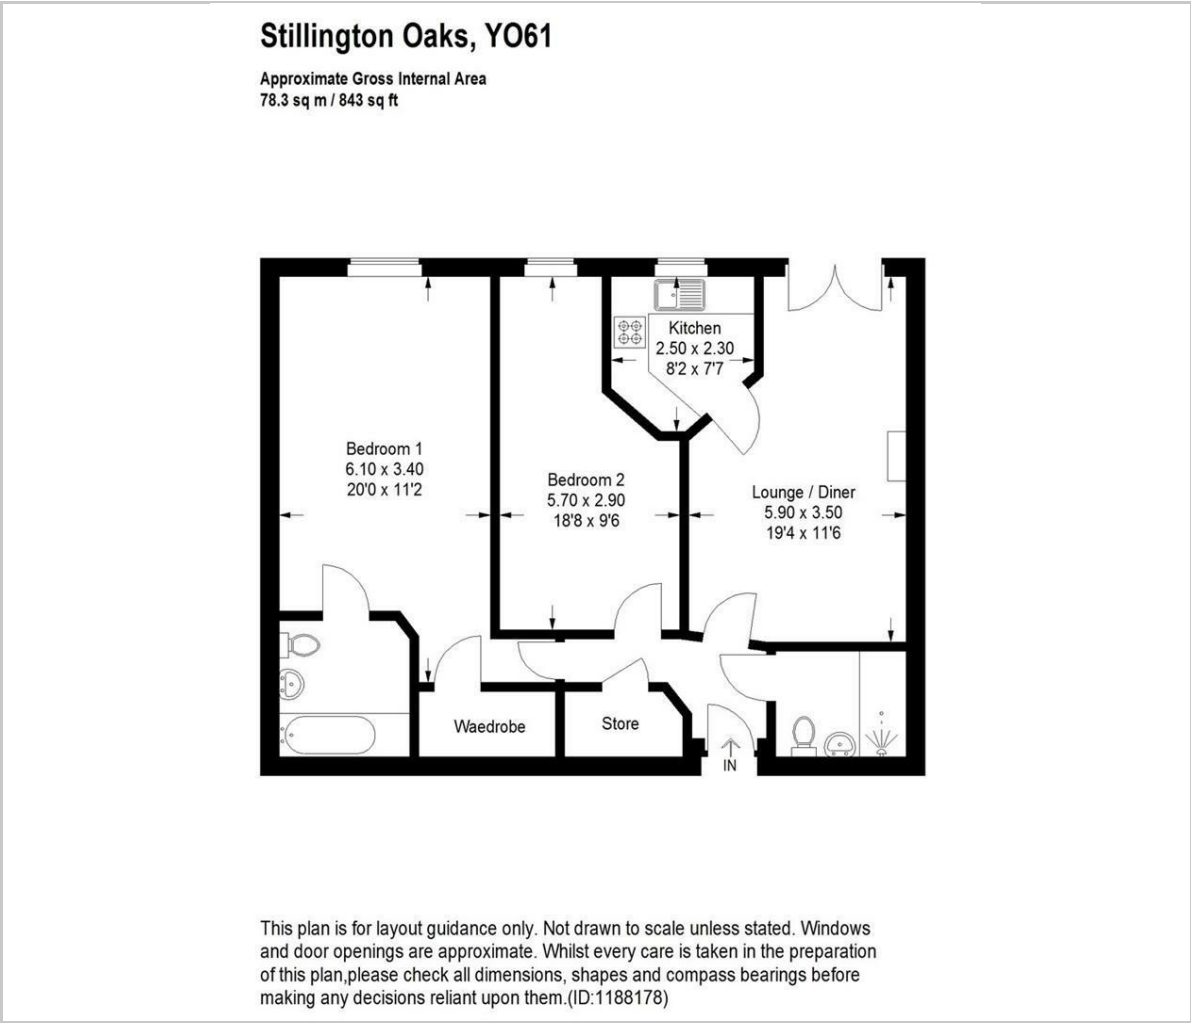 Stillington Oaks, YO61
Approximate Gross Internal Area
78.3 sq m / 843 sq ft
Kitchen
2.50 x 2.30
8'2 x 7'7
Bedroom 1
6.10 x 3.40
20'0 x 11'2
Bedroom 2
5.70 x 2.90
18'8 x 9'6
Lounge / Diner
5.90 x 3.50
19'4 x 11'6
Waedrobe
Store
IN
This plan is for layout guidance only. Not drawn to scale unless stated. Windows
and door openings are approximate. Whilst every care is taken in the preparation
of this plan,please check all dimensions, shapes and compass bearings before
making any decisions reliant upon them.(ID:1188178)